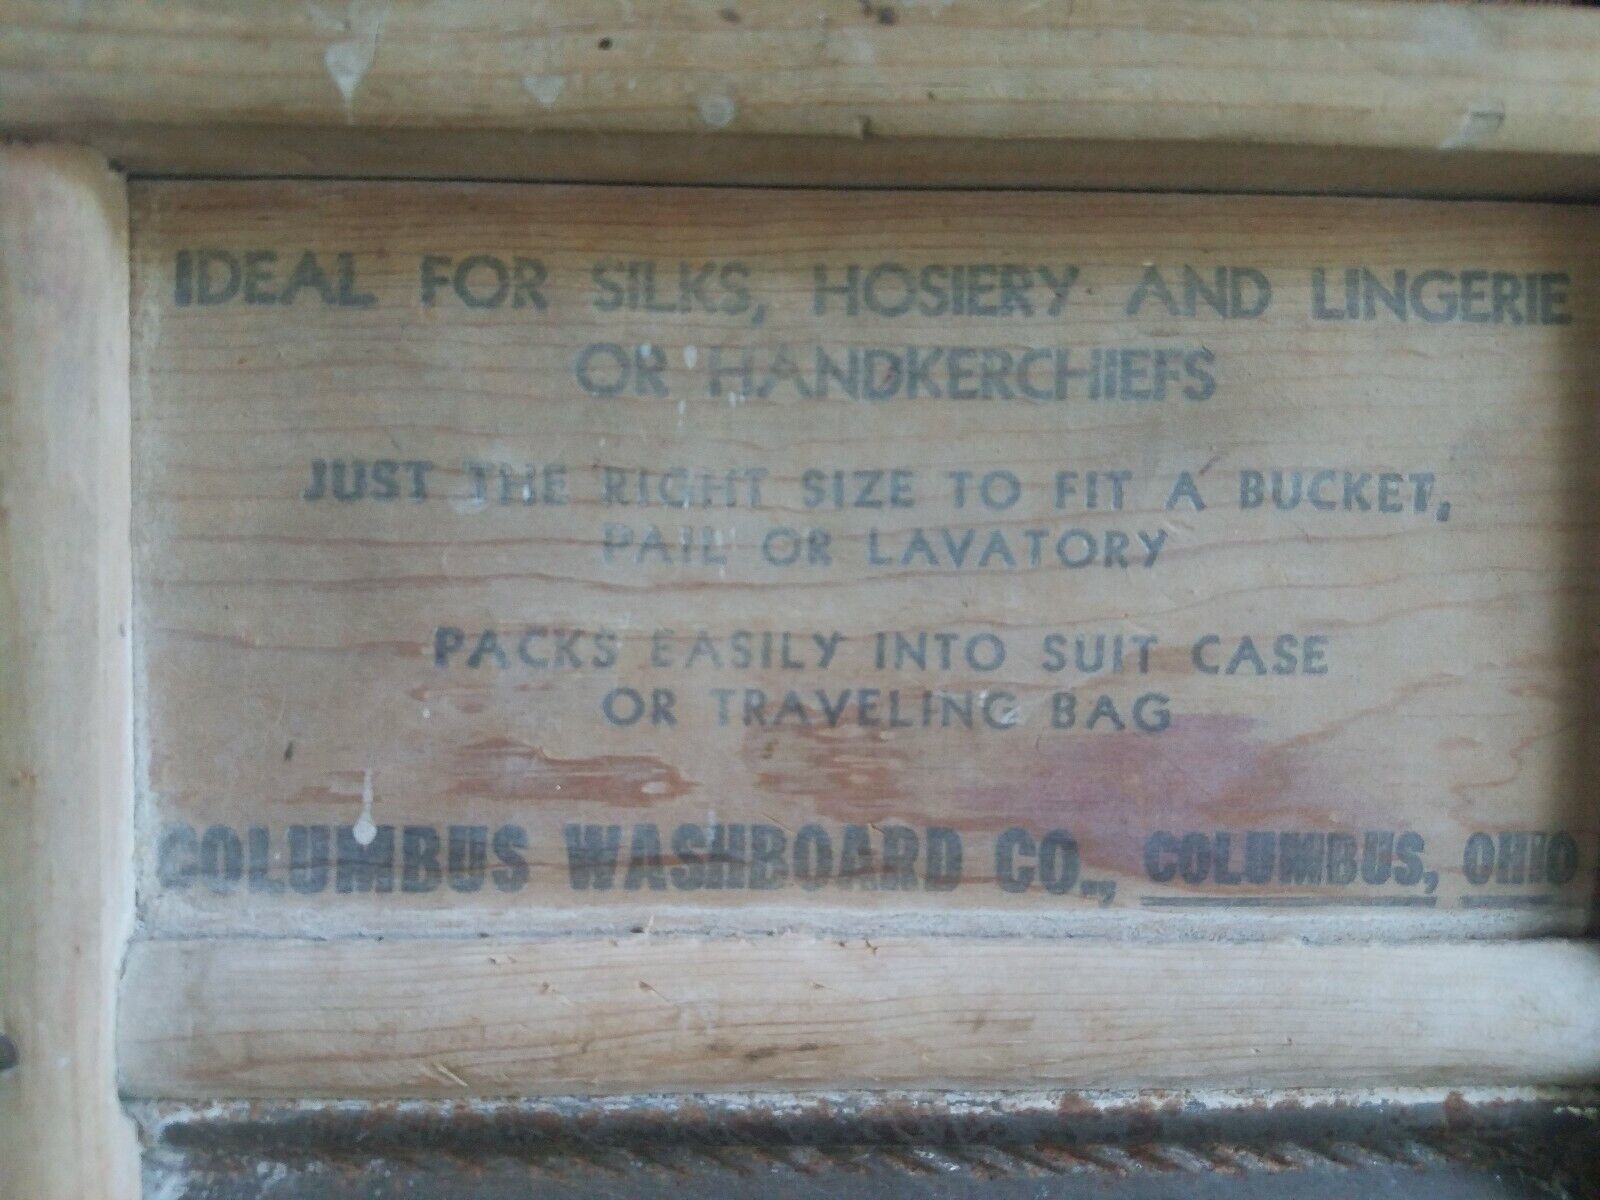 IDEAL FOR SILKS, HOSIERY AND LINGERIE
OR HANDKERCHIEFS
JUST THE RIGHT SIZE TO FIT A BUCKET,
PAIL OR LAVATORY
PACKS EASILY INTO SUIT CASE
OR TRAVELING BAG
COLUMBUS WASHBOARD CO., COLUMBUS, OHIO